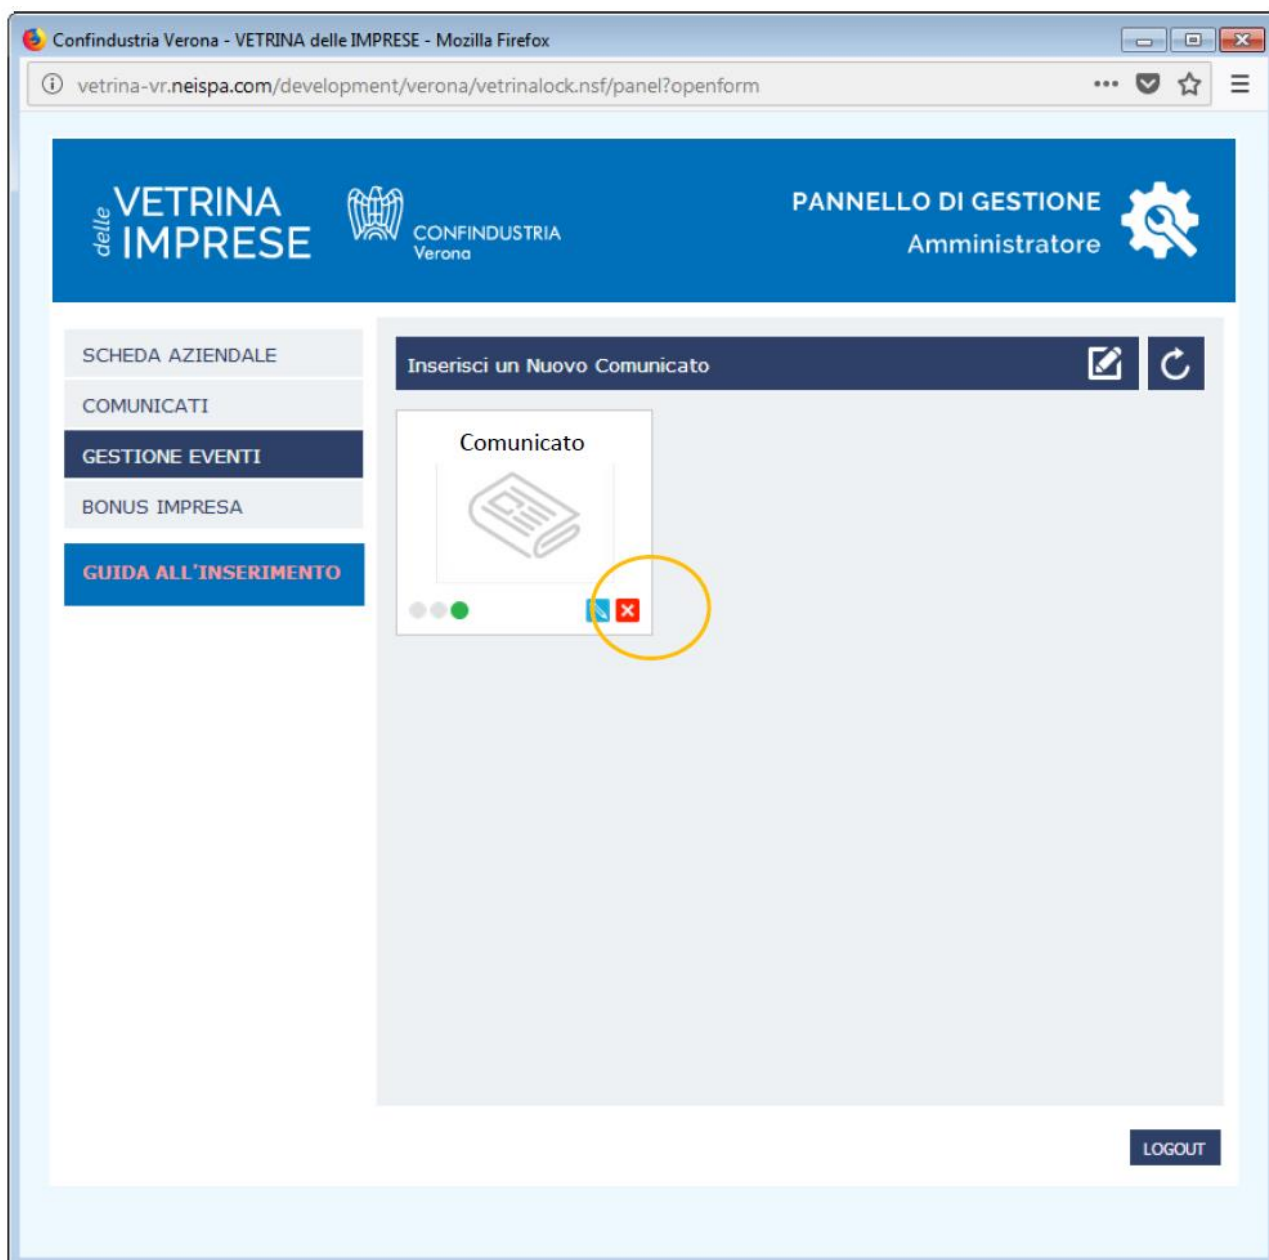 Confindustria Verona - VETRINA delle IMPRESE - Mozilla Firefox
vetrina-vr.neispa.com/development/verona/vetrinalock.nsf/panel?openform
delle VETRINA
IMPRESE
CONFINDUSTRIA
Verona
PANNELLO DI GESTIONE
Amministratore
SCHEDA AZIENDALE
COMUNICATI
GESTIONE EVENTI
BONUS IMPRESA
GUIDA ALL'INSERIMENTO
Inserisci un Nuovo Comunicato
Comunicato
LOGOUT